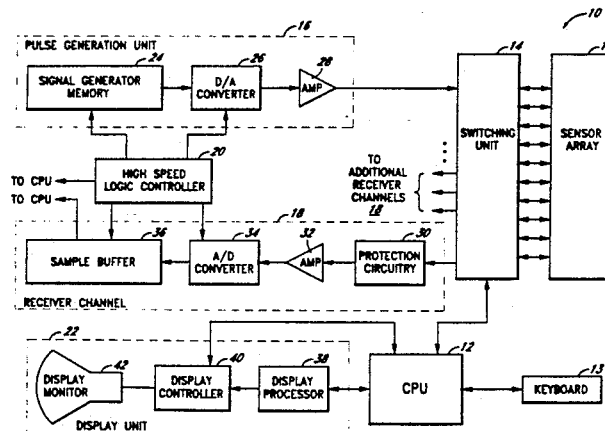 10
PULSE GENERATION UNIT
16
24
SIGNAL GENERATOR
MEMORY
26
D/A
CONVERTER
28
AMP
14
SWITCHING
UNIT
SENSOR
ARRAY
20
HIGH SPEED
LOGIC CONTROLLER
TO CPU
TO CPU
TO
ADDITIONAL
RECEIVER
CHANNELS
18
18
36
SAMPLE BUFFER
34
A/D
CONVERTER
32
AMP
30
PROTECTION
CIRCUITRY
RECEIVER CHANNEL
22
42
DISPLAY
MONITOR
40
DISPLAY
CONTROLLER
38
DISPLAY
PROCESSOR
12
CPU
13
KEYBOARD
DISPLAY UNIT